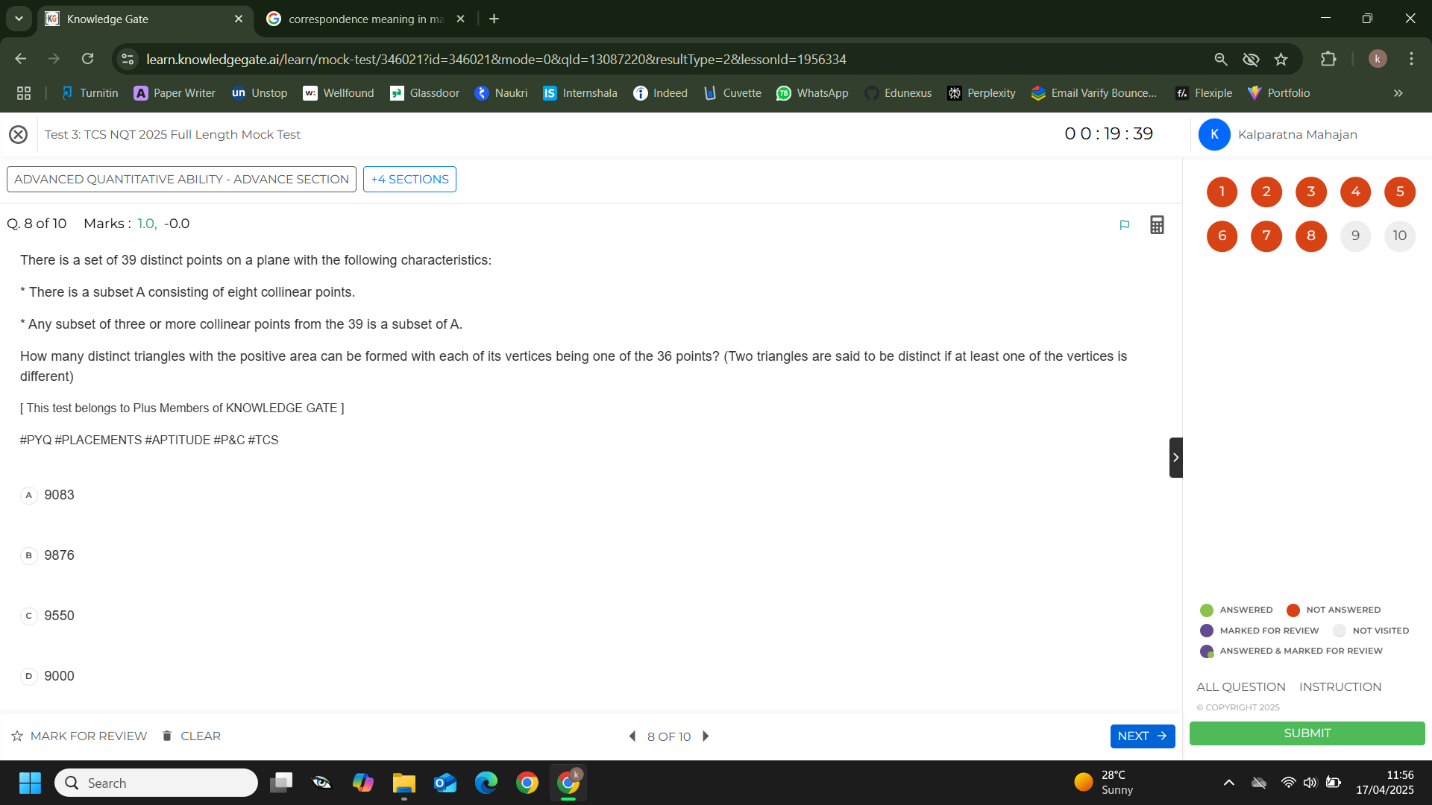 Knowledge Gate
correspondence meaning in ma
learn.knowledgegate.ai/learn/mock-test/346021?id=346021&mode=0&qId=13087220&resultType=2&lessonId=1956334
k
Turnitin
A Paper Writer
un Unstop
w: Wellfound
Glassdoor
Naukri
IS Internshala
Indeed
Cuvette
WhatsApp
Edunexus
Perplexity
Email Varify Bounce...
Flexiple
Portfolio
Test 3: TCS NQT 2025 Full Length Mock Test
00:19:39
K Kalparatna Mahajan
ADVANCED QUANTITATIVE ABILITY - ADVANCE SECTION
+4 SECTIONS
1 2 3 4 5
6 7 8 9 10
Q. 8 of 10 Marks : 1.0, -0.0
There is a set of 39 distinct points on a plane with the following characteristics:
* There is a subset A consisting of eight collinear points.
* Any subset of three or more collinear points from the 39 is a subset of A.
How many distinct triangles with the positive area can be formed with each of its vertices being one of the 36 points? (Two triangles are said to be distinct if at least one of the vertices is
different)
[ This test belongs to Plus Members of KNOWLEDGE GATE ]
#PYQ #PLACEMENTS #APTITUDE #P&C #TCS
A 9083
B 9876
C 9550
D 9000
ANSWERED NOT ANSWERED
MARKED FOR REVIEW NOT VISITED
ANSWERED & MARKED FOR REVIEW
ALL QUESTION INSTRUCTION
© COPYRIGHT 2025
SUBMIT
MARK FOR REVIEW CLEAR
8 OF 10
NEXT
Search
28°C
Sunny
11:56
17/04/2025